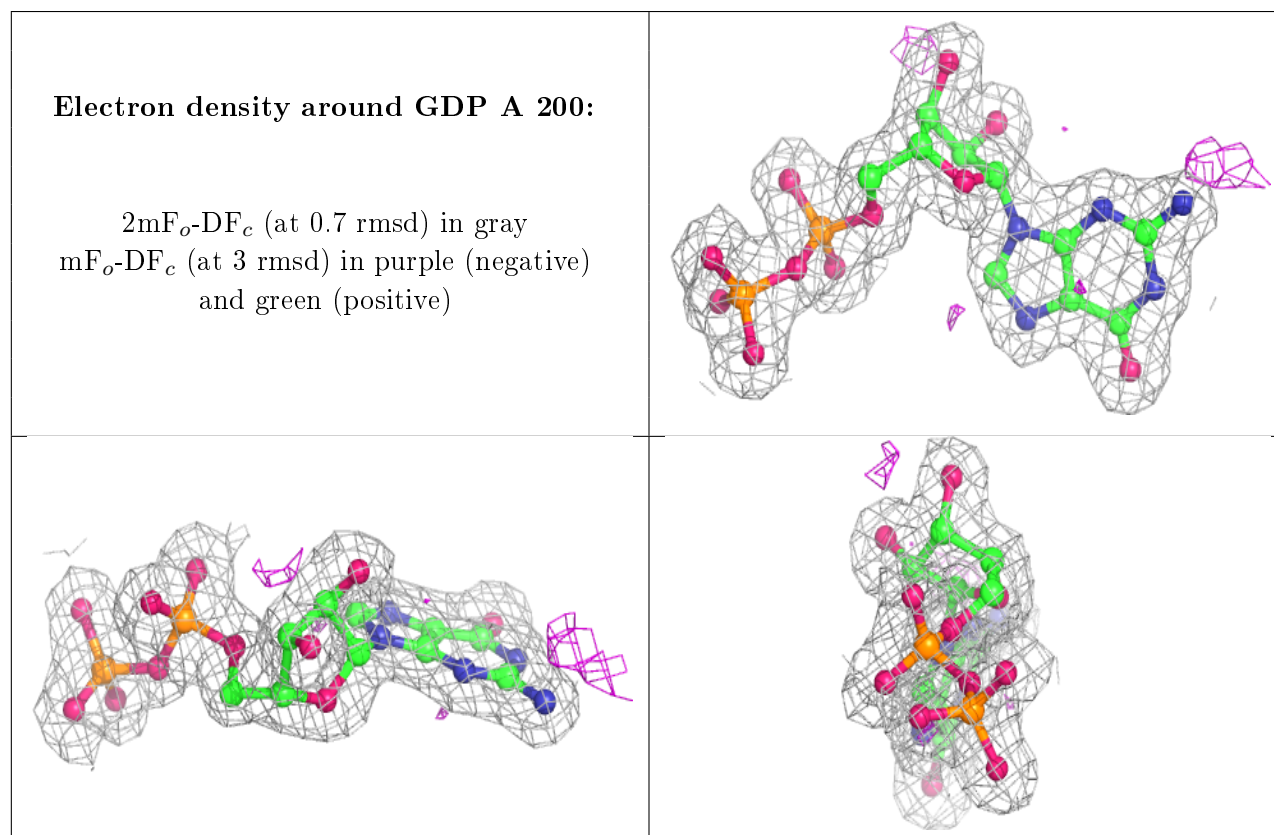 Electron density around GDP A 200:
2mFₒ-DF𝒸 (at 0.7 rmsd) in gray
mFₒ-DF𝒸 (at 3 rmsd) in purple (negative)
and green (positive)